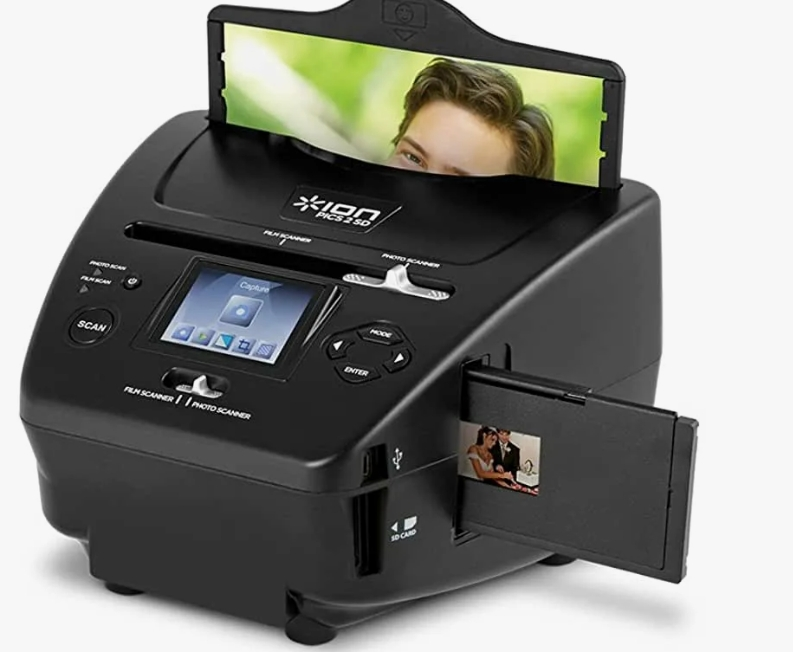 ION
PICS 2 SD
FILM SCANNER
PHOTO SCANNER
PHOTO SCAN
FILM SCAN
SCAN
Capture
MODE
ENTER
FILM SCANNER | | PHOTO SCANNER
SD CARD